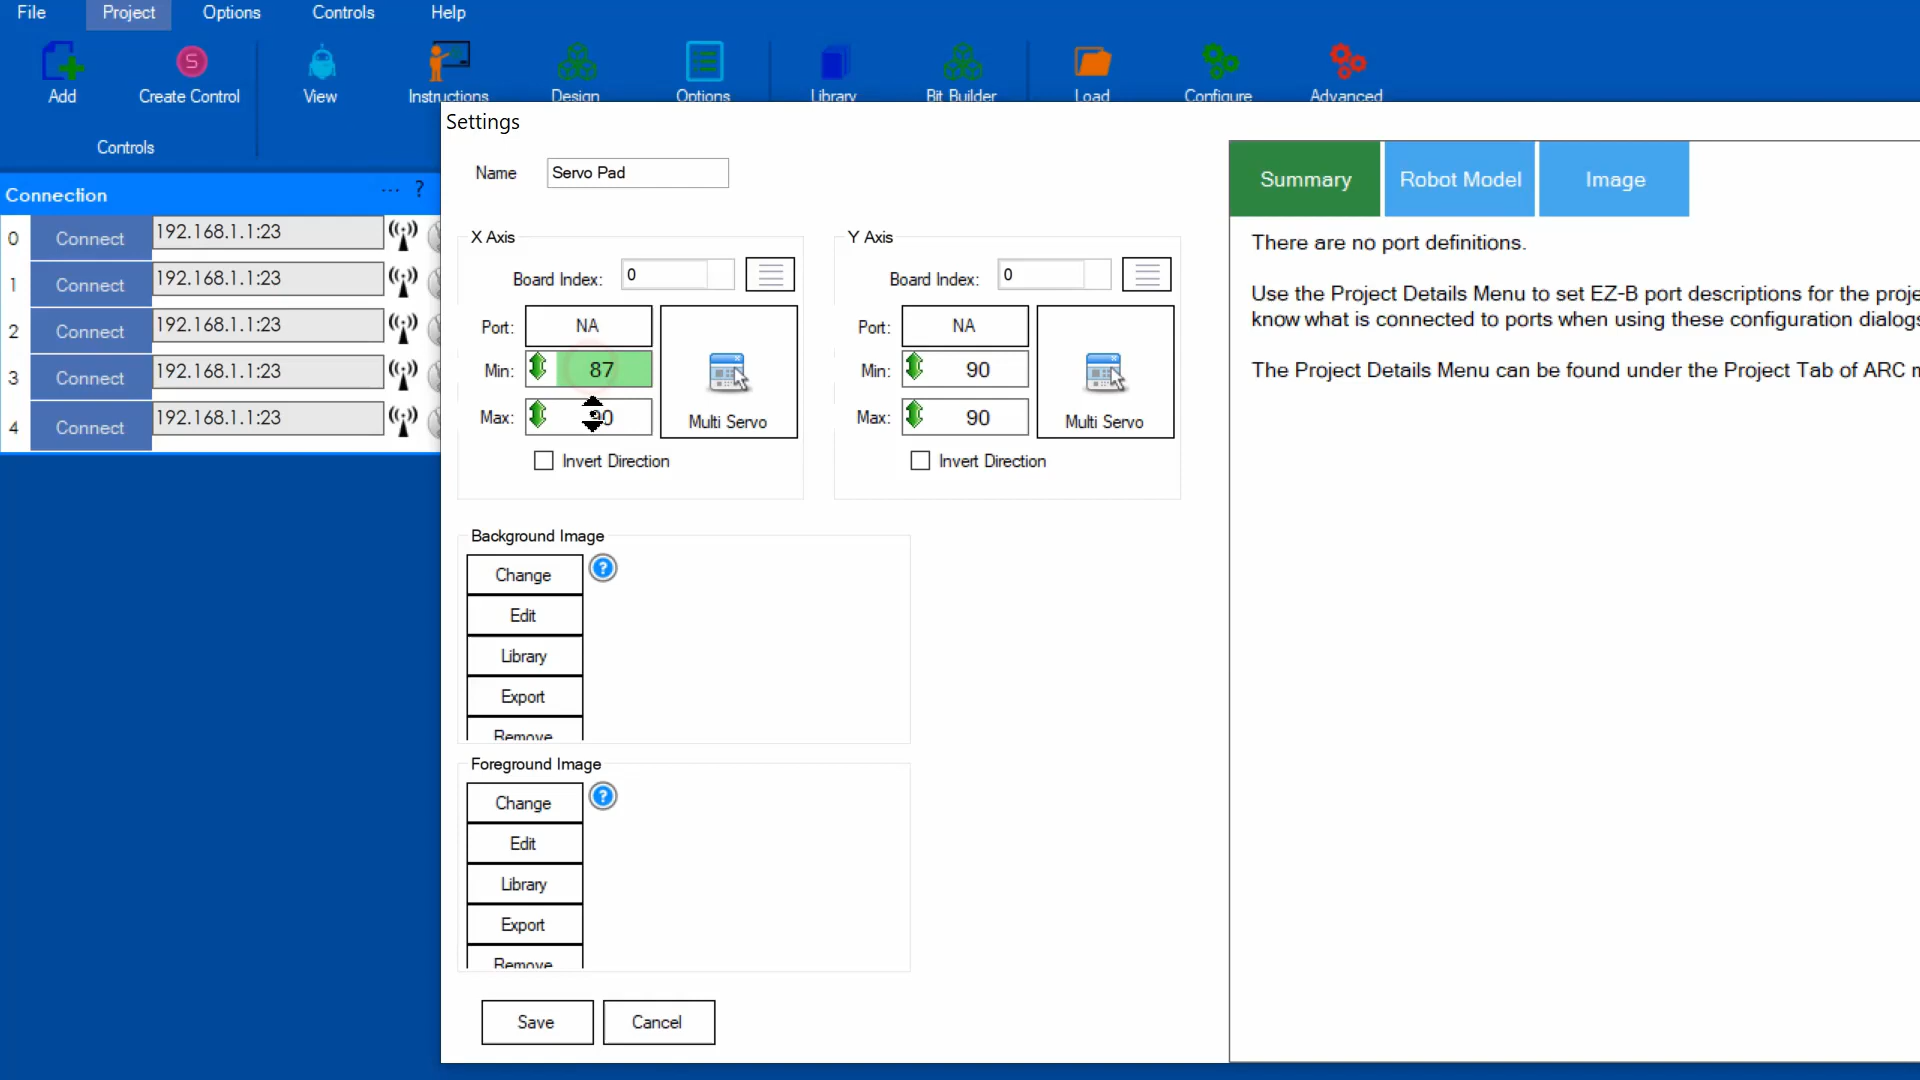 File Project Options Controls Help
S
Add Create Control View Instructions Design Options Library Bit Builder Load Configure Advanced
Controls
Settings
Connection ... ?
0 Connect 192.168.1.1:23
1 Connect 192.168.1.1:23
2 Connect 192.168.1.1:23
3 Connect 192.168.1.1:23
4 Connect 192.168.1.1:23
Name Servo Pad
X Axis
Board Index: 0
Port: NA
Min: 87
Max: 90
Multi Servo
Invert Direction
Y Axis
Board Index: 0
Port: NA
Min: 90
Max: 90
Multi Servo
Invert Direction
Background Image
Change ?
Edit
Library
Export
Remove
Foreground Image
Change ?
Edit
Library
Export
Remove
Save Cancel
Summary Robot Model Image
There are no port definitions.
Use the Project Details Menu to set EZ-B port descriptions for the proje
know what is connected to ports when using these configuration dialogs
The Project Details Menu can be found under the Project Tab of ARC